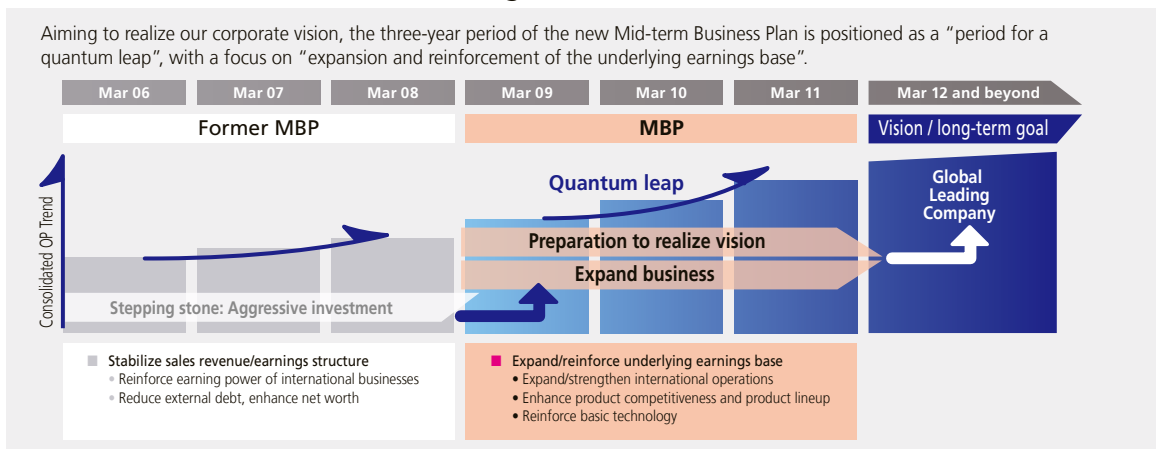 Aiming to realize our corporate vision, the three-year period of the new Mid-term Business Plan is positioned as a “period for a
quantum leap”, with a focus on “expansion and reinforcement of the underlying earnings base”.
Mar 06
Mar 07
Mar 08
Mar 09
Mar 10
Mar 11
Mar 12 and beyond
Former MBP
MBP
Vision / long-term goal
Consolidated OP Trend
Quantum leap
Global
Leading
Company
Preparation to realize vision
Expand business
Stepping stone: Aggressive investment
■ Stabilize sales revenue/earnings structure
• Reinforce earning power of international businesses
• Reduce external debt, enhance net worth
■ Expand/reinforce underlying earnings base
• Expand/strengthen international operations
• Enhance product competitiveness and product lineup
• Reinforce basic technology